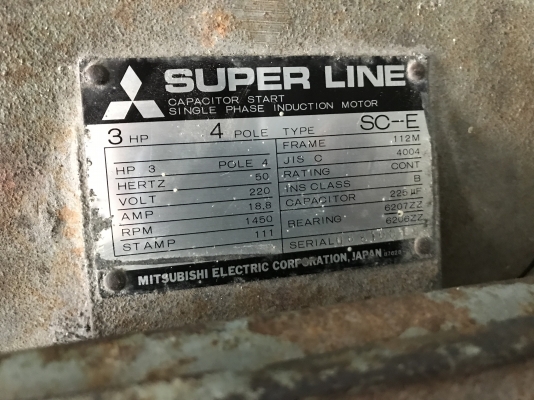 SUPER LINE
CAPACITOR START
SINGLE PHASE INDUCTION MOTOR
3 HP 4 POLE TYPE SC-E
FRAME 112M
HP 3 POLE 4 JIS C 4004
HERTZ 50 RATING CONT
VOLT 220 INS CLASS B
AMP 18.8 CAPACITOR 225 µF
RPM 1450 BEARING 6207ZZ
6206ZZ
STAMP 111 SERIAL
MITSUBISHI ELECTRIC CORPORATION, JAPAN